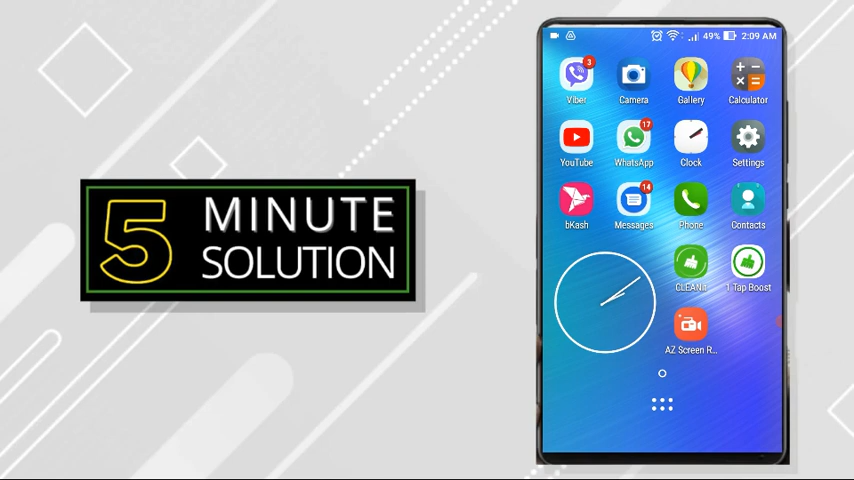 5 MINUTE
SOLUTION
49% 2:09 AM
3
Viber Camera Gallery Calculator
17
YouTube WhatsApp Clock Settings
14
bKash Messages Phone Contacts
CLEANit 1 Tap Boost
AZ Screen R...